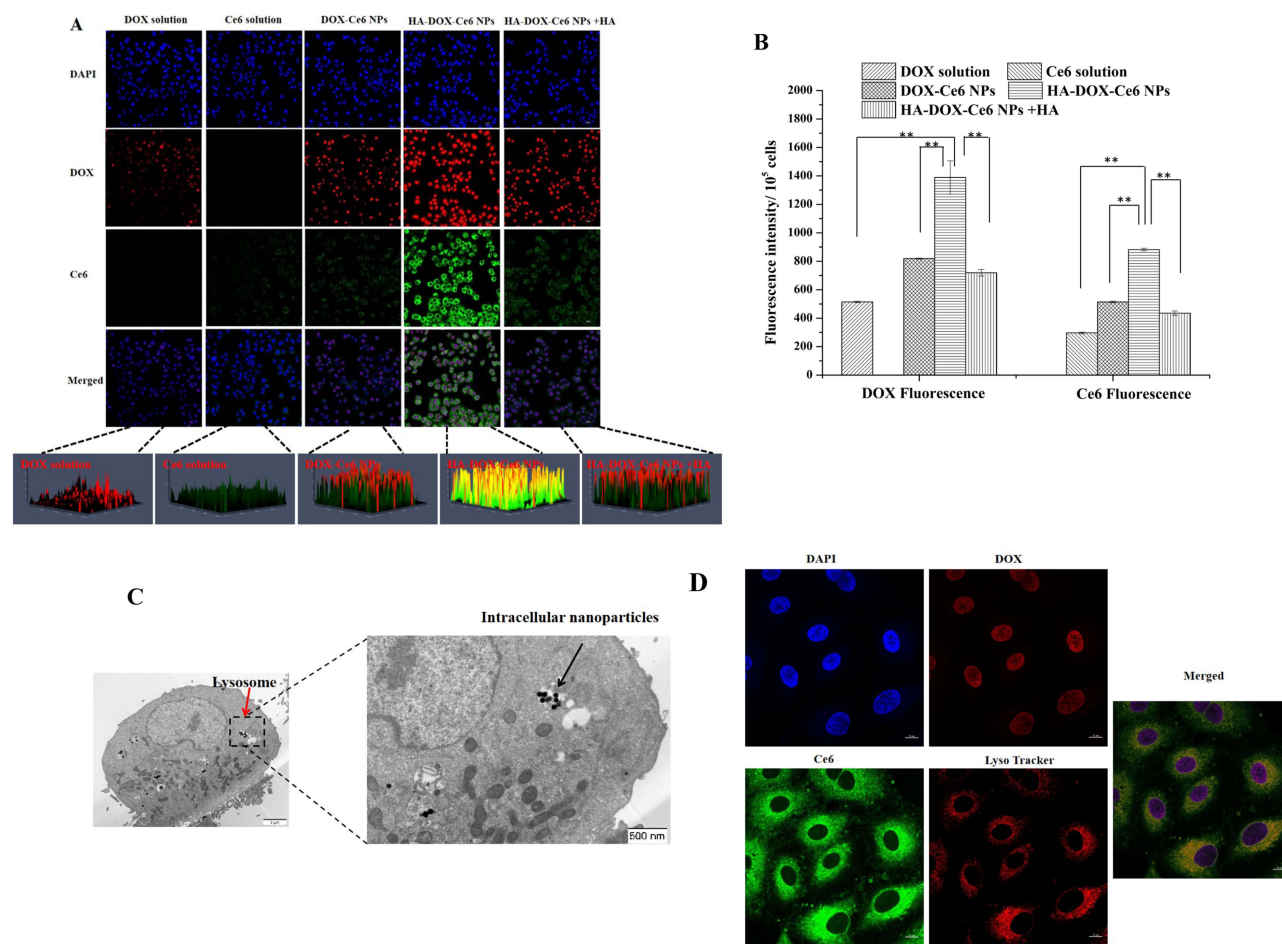 A
DOX solution Ce6 solution DOX-Ce6 NPs HA-DOX-Ce6 NPs HA-DOX-Ce6 NPs +HA
DAPI
DOX
Ce6
Merged
DOX solution Ce6 solution DOX-Ce6 NPs HA-DOX-Ce6 NPs HA-DOX-Ce6 NPs +HA
B
DOX solution Ce6 solution
DOX-Ce6 NPs HA-DOX-Ce6 NPs
HA-DOX-Ce6 NPs +HA
Fluorescence intensity/ 10⁵ cells
2000
1800
1600
1400
1200
1000
800
600
400
200
0
** ** **
** ** **
DOX Fluorescence Ce6 Fluorescence
C
Lysosome
2 μm
Intracellular nanoparticles
500 nm
D
DAPI DOX
Ce6 Lyso Tracker
Merged